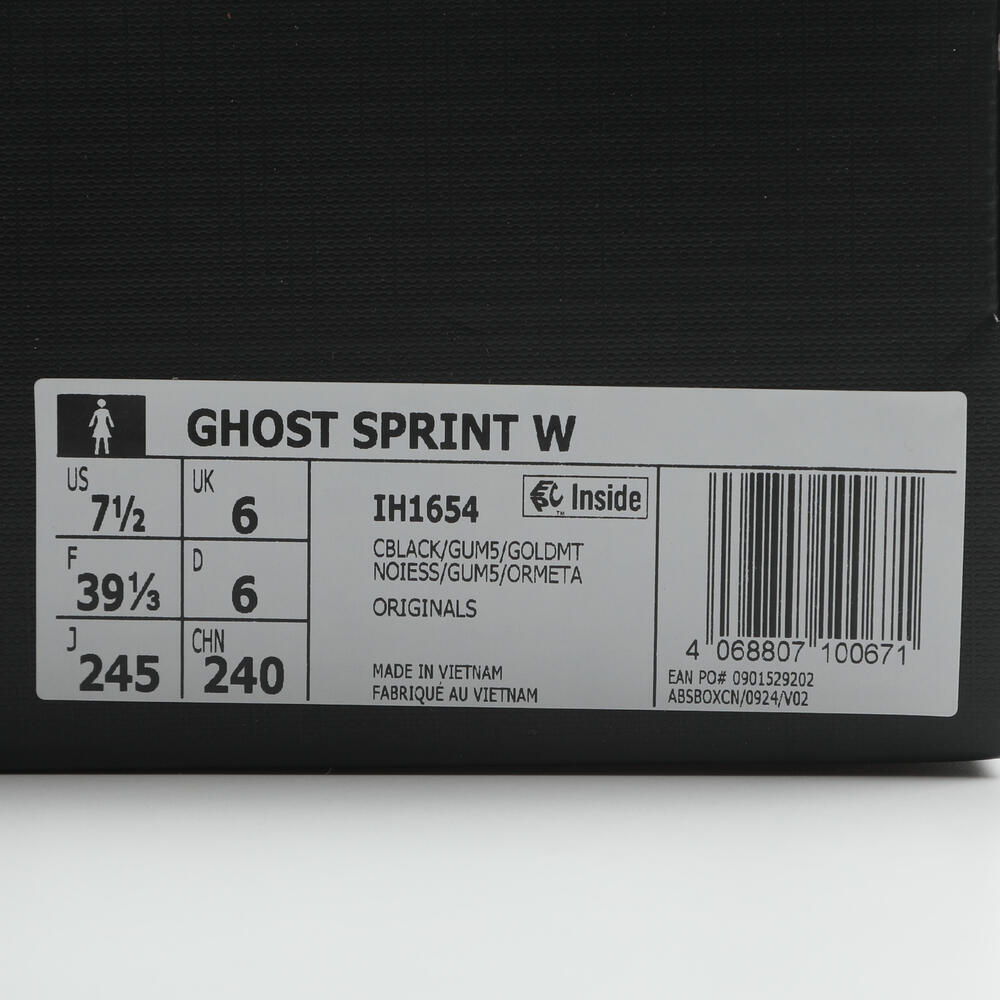 GHOST SPRINT W
US 7½ UK 6
F 39⅓ D 6
J 245 CHN 240
IH1654
Inside
TM
CBLACK/GUM5/GOLDMT
NOIESS/GUM5/ORMETA
ORIGINALS
MADE IN VIETNAM
FABRIQUÉ AU VIETNAM
4 068807 100671
EAN PO# 0901529202
ABSBOXCN/0924/V02